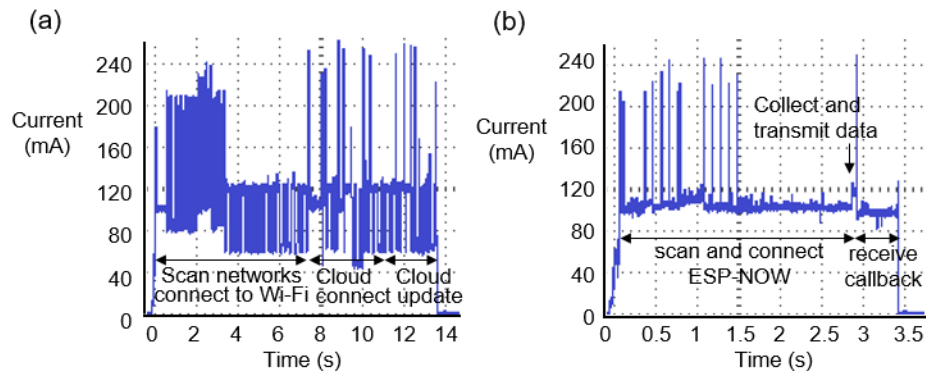 (a)
240
200
160
120
80
40
0
Current
(mA)
Scan networks
connect to Wi-Fi
Cloud
connect
Cloud
update
0 2 4 6 8 10 12 14
Time (s)
(b)
240
200
160
120
80
40
0
Current
(mA)
Collect and
transmit data
scan and connect
ESP-NOW
receive
callback
0 0.5 1 1.5 2 2.5 3 3.5
Time (s)